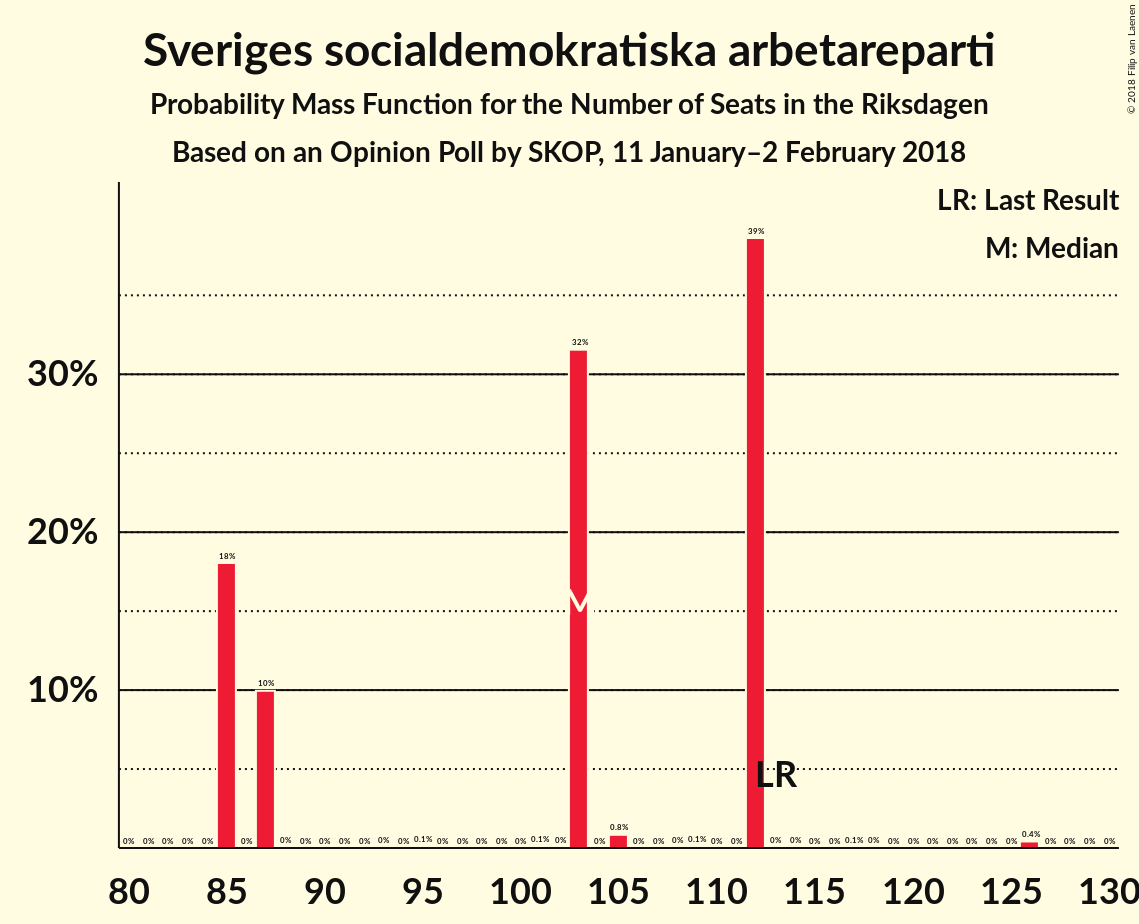 Sveriges socialdemokratiska arbetareparti
Probability Mass Function for the Number of Seats in the Riksdagen
Based on an Opinion Poll by SKOP, 11 January–2 February 2018
© 2018 Filip van Laenen
LR: Last Result
M: Median
30%
20%
10%
0% 0% 0% 0% 0% 18% 0% 10% 0% 0% 0% 0% 0% 0% 0% 0.1% 0% 0% 0% 0% 0% 0.1% 0% 32% 0% 0.8% 0% 0% 0% 0.1% 0% 0% 39% 0% 0% 0% 0% 0.1% 0% 0% 0% 0% 0% 0% 0% 0% 0.4% 0% 0% 0% 0%
M
LR
80 85 90 95 100 105 110 115 120 125 130